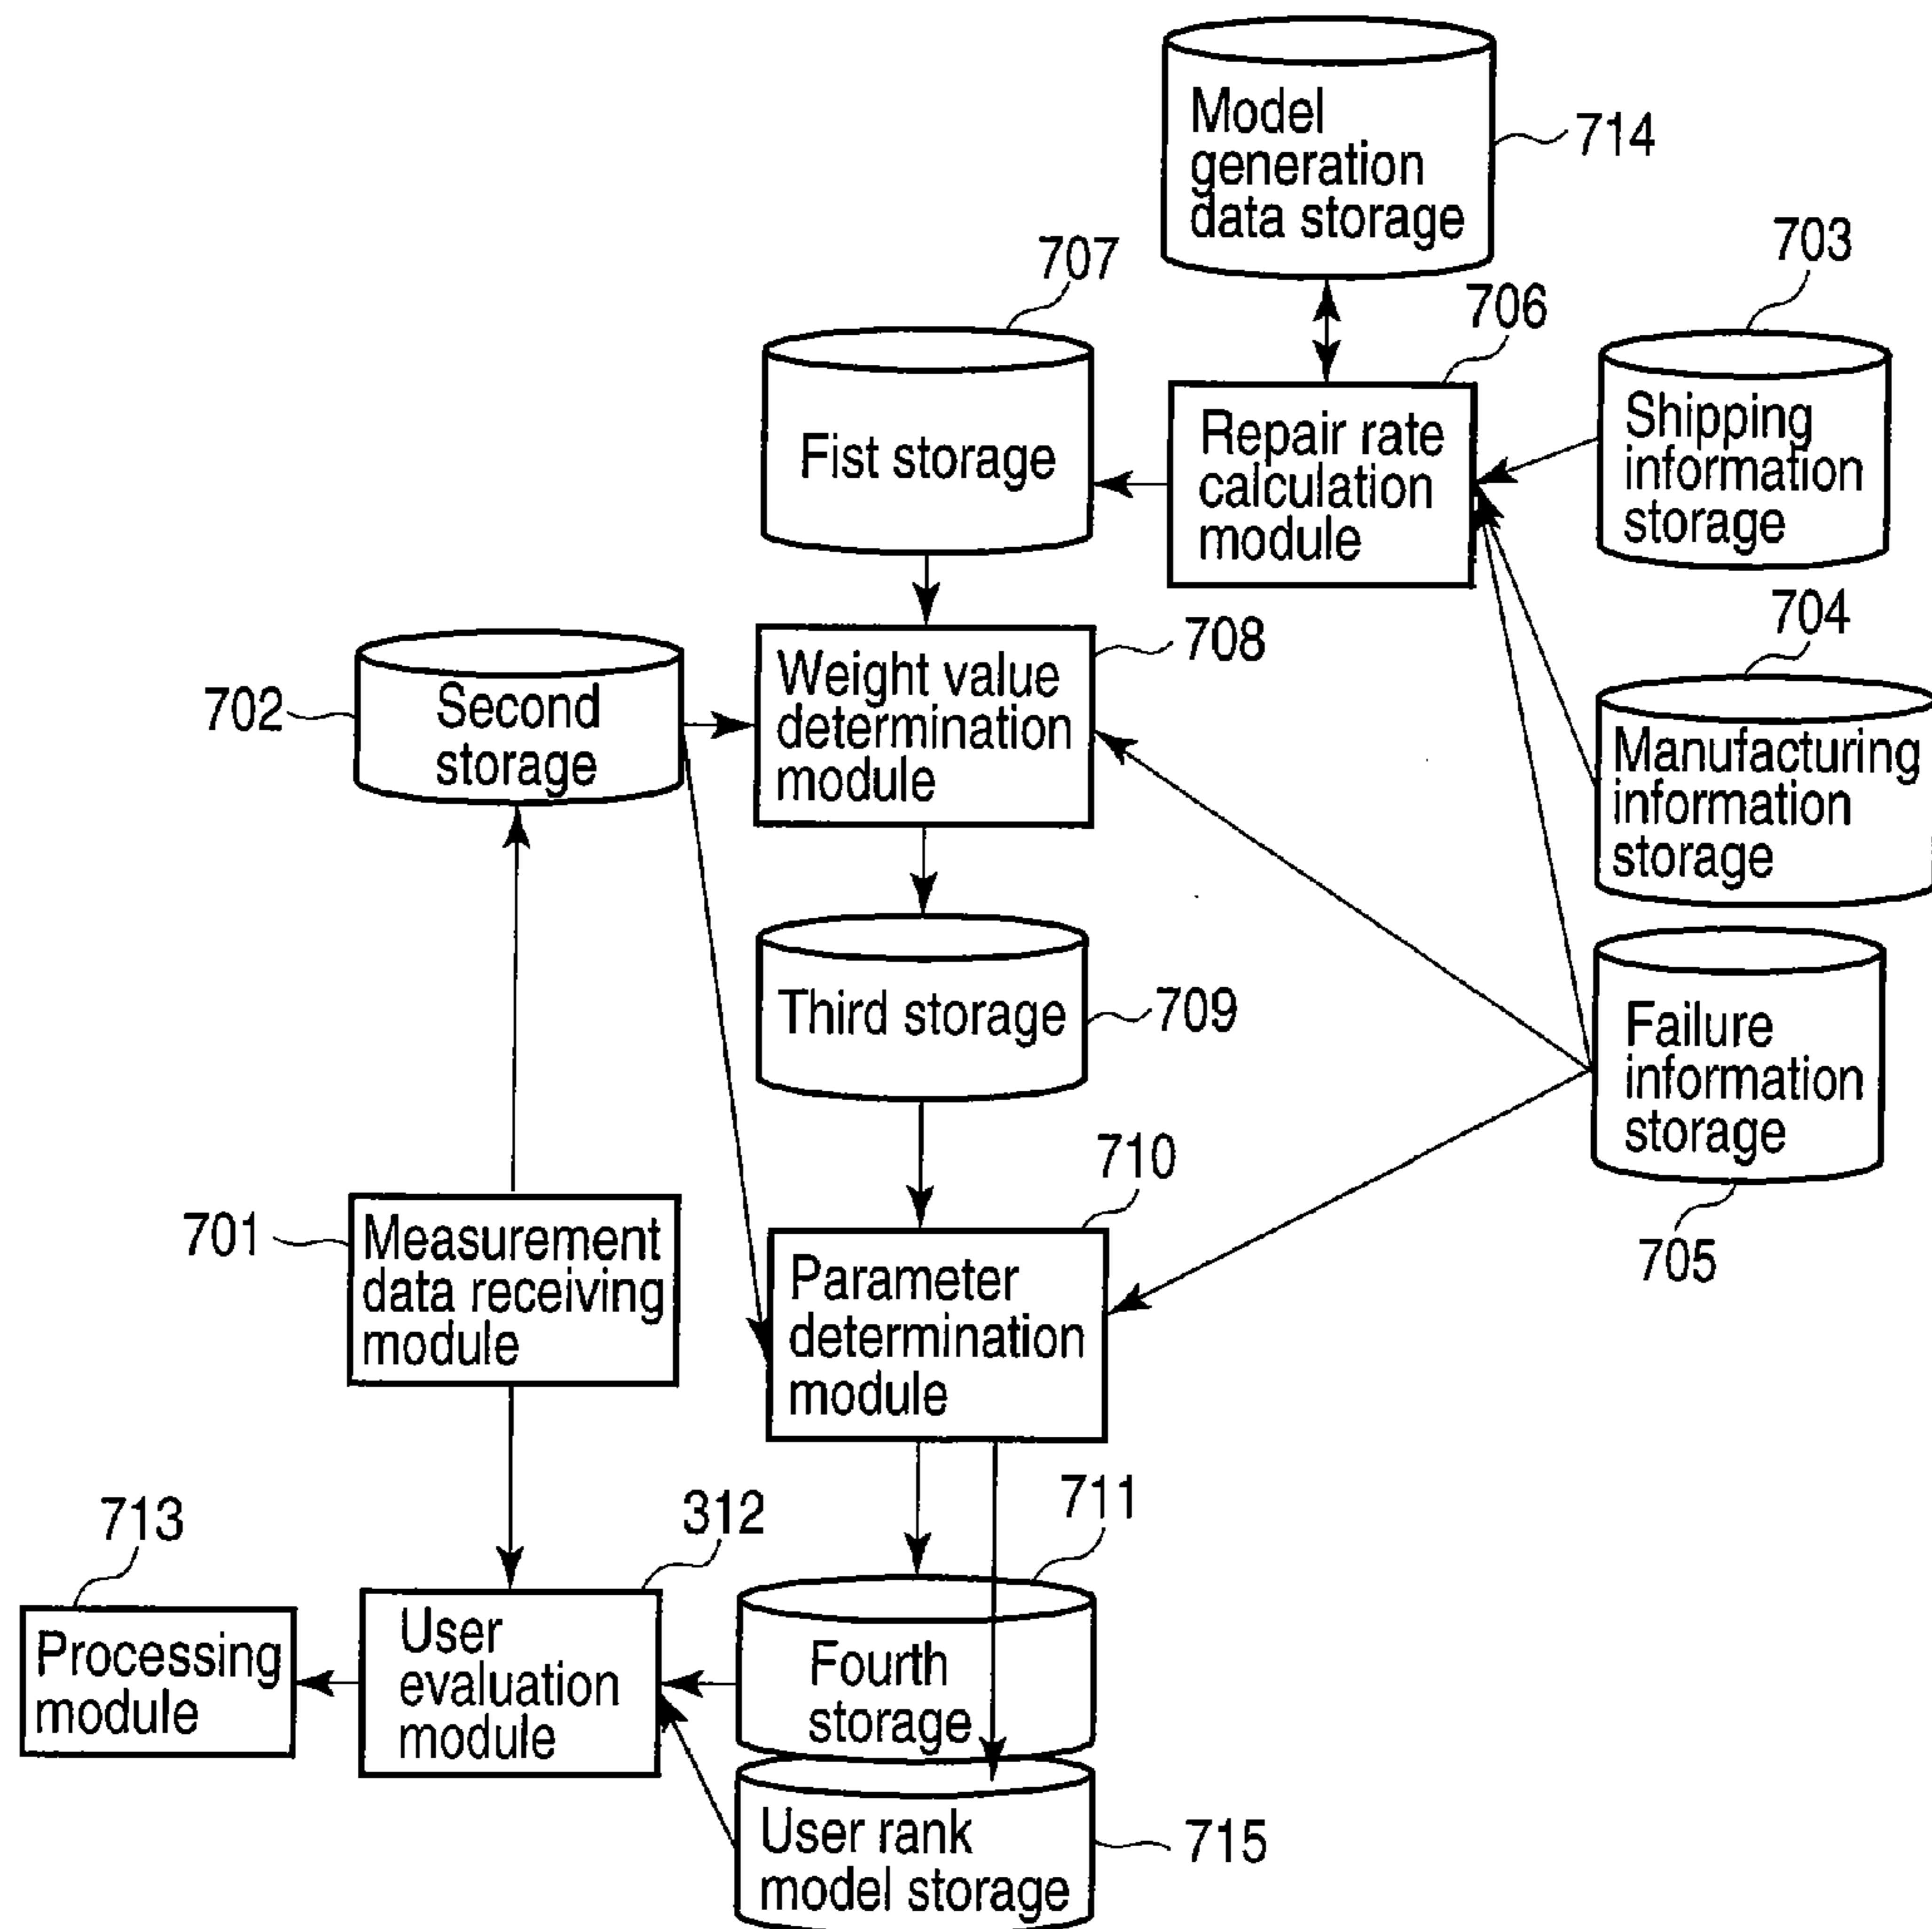 Model
generation
data storage
714
707
706
703
Fist storage
Repair rate
calculation
module
Shipping
information
storage
704
702
Second
storage
Weight value
determination
module
708
Manufacturing
information
storage
Third storage
709
Failure
information
storage
705
701
Measurement
data receiving
module
710
Parameter
determination
module
713
312
711
Processing
module
User
evaluation
module
Fourth
storage
User rank
model storage
715